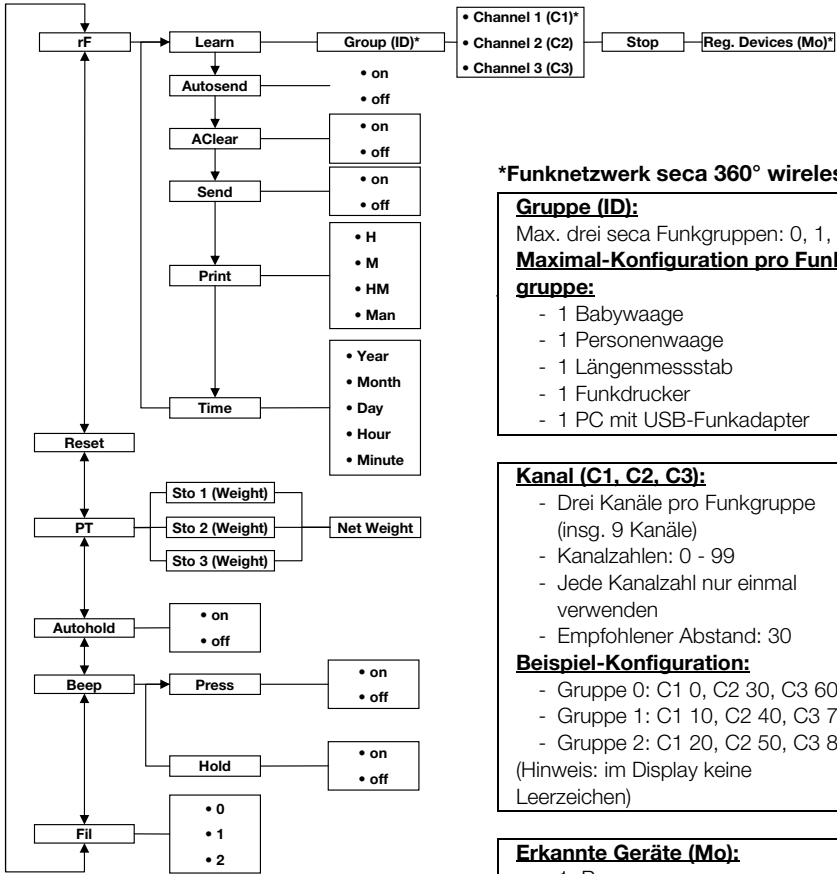 rF
Learn
Group (ID)*
• Channel 1 (C1)*
• Channel 2 (C2)
• Channel 3 (C3)
Stop
Reg. Devices (Mo)*
Autosend
• on
• off
AClear
• on
• off
Send
• on
• off
Print
• H
• M
• HM
• Man
Time
• Year
• Month
• Day
• Hour
• Minute
Reset
PT
Sto 1 (Weight)
Sto 2 (Weight)
Sto 3 (Weight)
Net Weight
Autohold
• on
• off
Beep
Press
• on
• off
Hold
• on
• off
Fil
• 0
• 1
• 2
*Funknetzwerk seca 360° wireles
Gruppe (ID):
Max. drei seca Funkgruppen: 0, 1,
Maximal-Konfiguration pro Funk
gruppe:
- 1 Babywaage
- 1 Personenwaage
- 1 Längenmessstab
- 1 Funkdrucker
- 1 PC mit USB-Funkadapter
Kanal (C1, C2, C3):
- Drei Kanäle pro Funkgruppe
(insg. 9 Kanäle)
- Kanalzahlen: 0 - 99
- Jede Kanalzahl nur einmal
verwenden
- Empfohlener Abstand: 30
Beispiel-Konfiguration:
- Gruppe 0: C1 0, C2 30, C3 60
- Gruppe 1: C1 10, C2 40, C3 7
- Gruppe 2: C1 20, C2 50, C3 8
(Hinweis: im Display keine
Leerzeichen)
Erkannte Geräte (Mo):